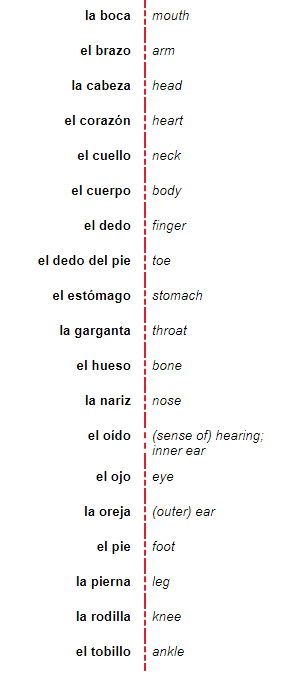 la boca mouth
el brazo arm
la cabeza head
el corazón heart
el cuello neck
el cuerpo body
el dedo finger
el dedo del pie toe
el estómago stomach
la garganta throat
el hueso bone
la nariz nose
el oído (sense of) hearing;
inner ear
el ojo eye
la oreja (outer) ear
el pie foot
la pierna leg
la rodilla knee
el tobillo ankle